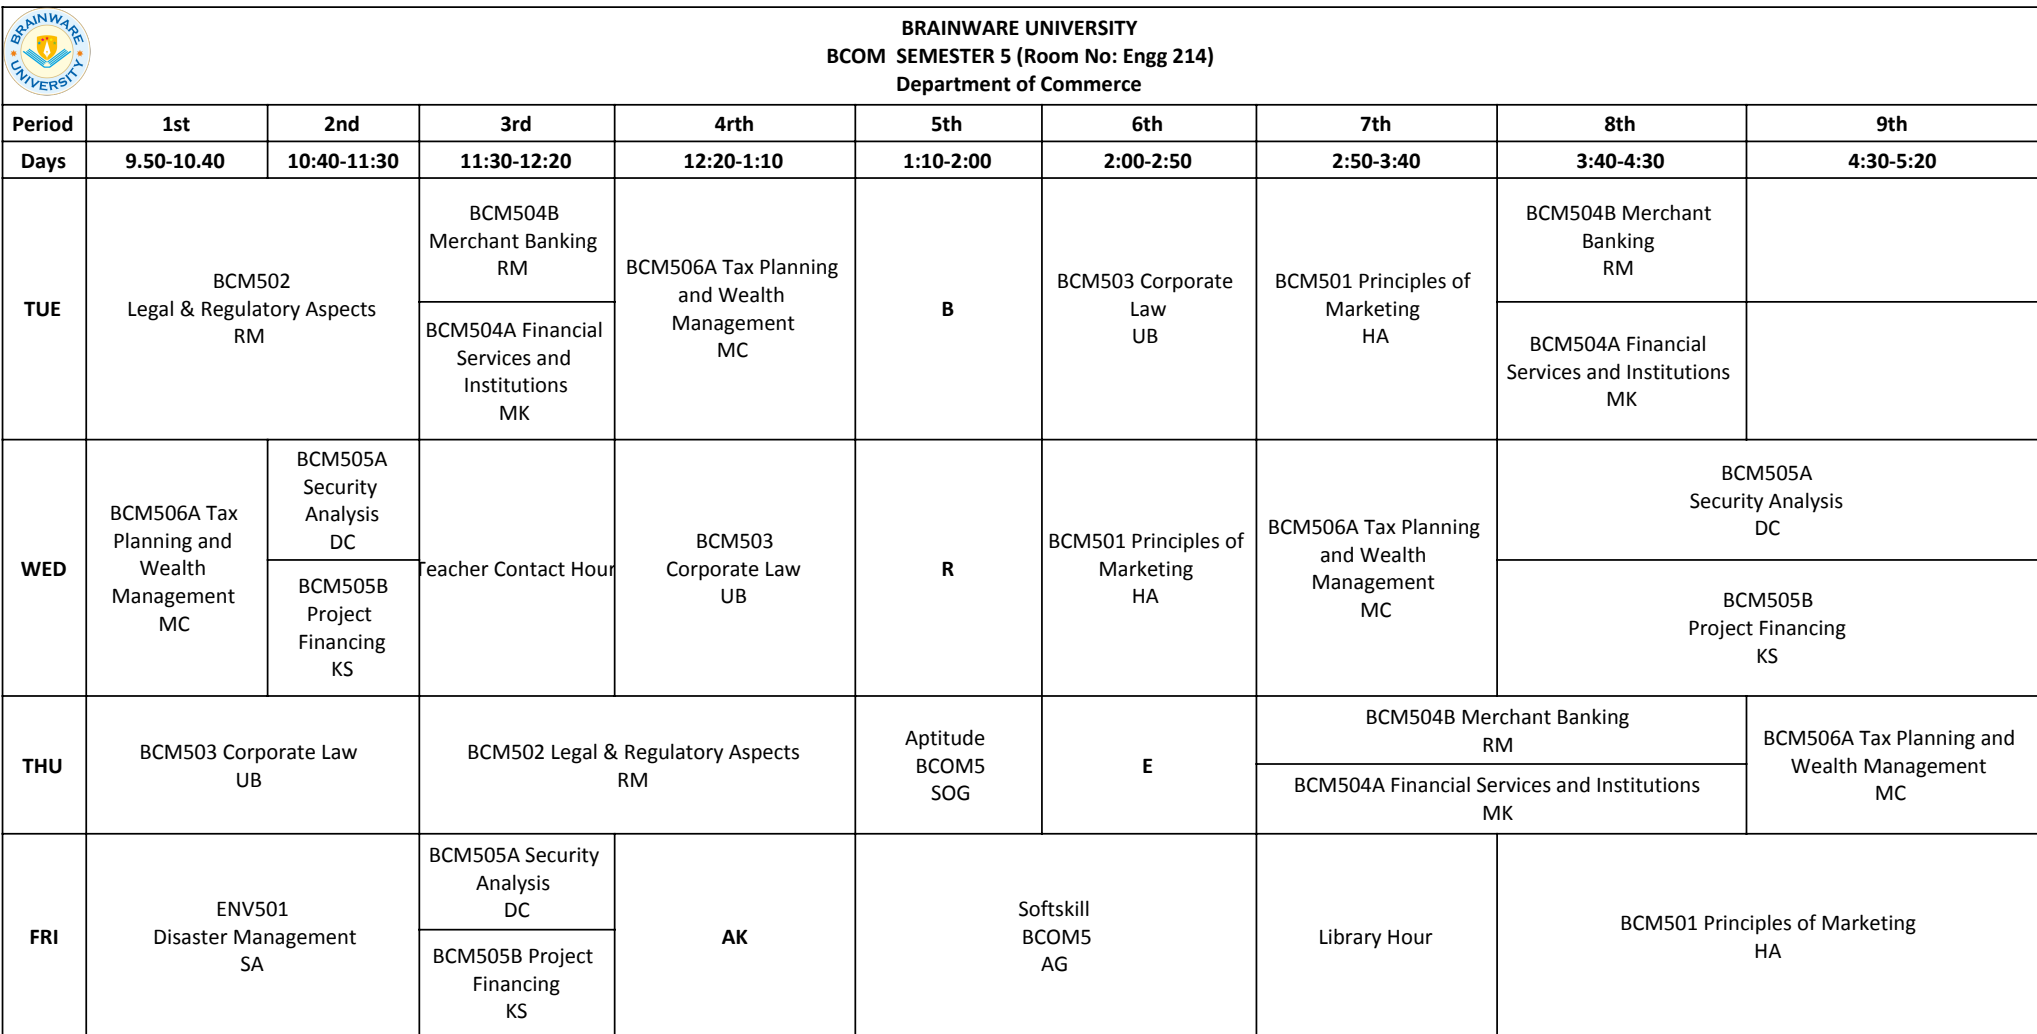 BRAINWARE UNIVERSITY
BRAINWARE UNIVERSITY
BCOM SEMESTER 5 (Room No: Engg 214)
Department of Commerce
Period 1st 2nd 3rd 4rth 5th 6th 7th 8th 9th
Days 9.50-10.40 10:40-11:30 11:30-12:20 12:20-1:10 1:10-2:00 2:00-2:50 2:50-3:40 3:40-4:30 4:30-5:20
TUE
BCM502
Legal & Regulatory Aspects
RM
BCM504B
Merchant Banking
RM
BCM504A Financial
Services and
Institutions
MK
BCM506A Tax Planning
and Wealth
Management
MC
B
BCM503 Corporate
Law
UB
BCM501 Principles of
Marketing
HA
BCM504B Merchant
Banking
RM
BCM504A Financial
Services and Institutions
MK
WED
BCM506A Tax
Planning and
Wealth
Management
MC
BCM505A
Security
Analysis
DC
BCM505B
Project
Financing
KS
Teacher Contact Hour
BCM503
Corporate Law
UB
R
BCM501 Principles of
Marketing
HA
BCM506A Tax Planning
and Wealth
Management
MC
BCM505A
Security Analysis
DC
BCM505B
Project Financing
KS
THU
BCM503 Corporate Law
UB
BCM502 Legal & Regulatory Aspects
RM
Aptitude
BCOM5
SOG
E
BCM504B Merchant Banking
RM
BCM504A Financial Services and Institutions
MK
BCM506A Tax Planning and
Wealth Management
MC
FRI
ENV501
Disaster Management
SA
BCM505A Security
Analysis
DC
BCM505B Project
Financing
KS
AK
Softskill
BCOM5
AG
Library Hour
BCM501 Principles of Marketing
HA